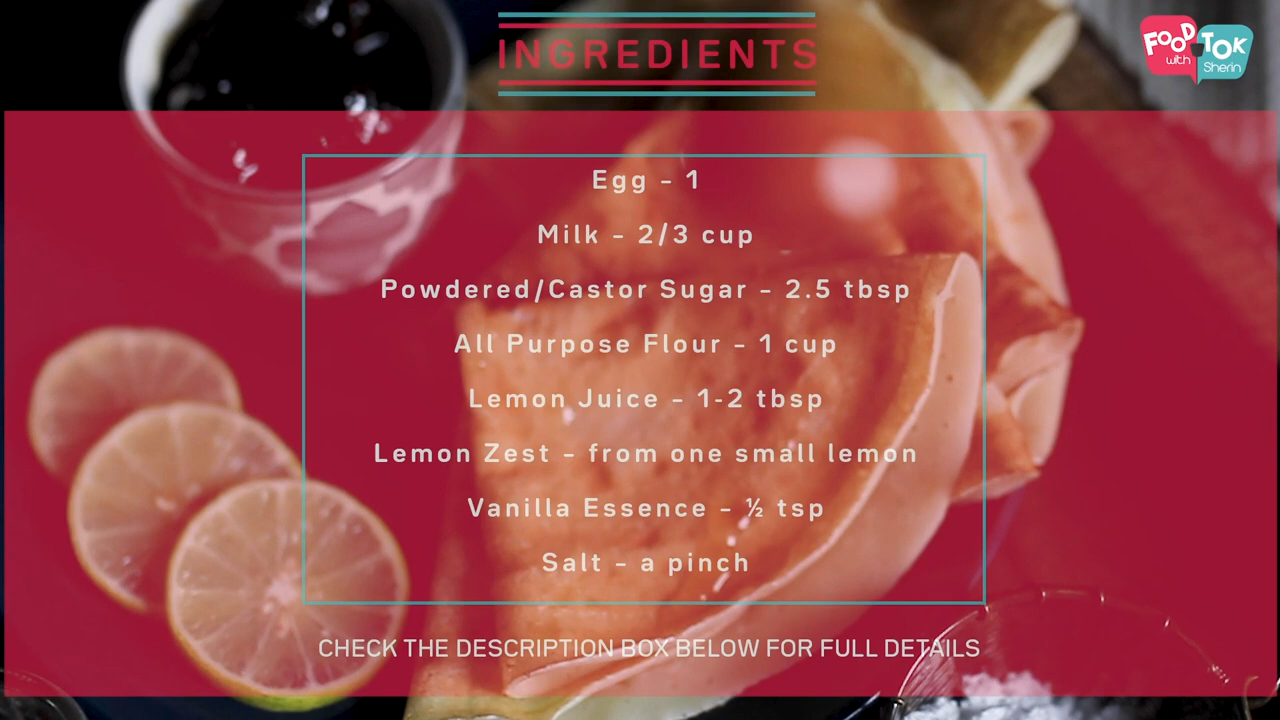 INGREDIENTS
FOOD TOK
with Sherin
Egg - 1
Milk - 2/3 cup
Powdered/Castor Sugar - 2.5 tbsp
All Purpose Flour - 1 cup
Lemon Juice - 1-2 tbsp
Lemon Zest - from one small lemon
Vanilla Essence - ½ tsp
Salt - a pinch
CHECK THE DESCRIPTION BOX BELOW FOR FULL DETAILS